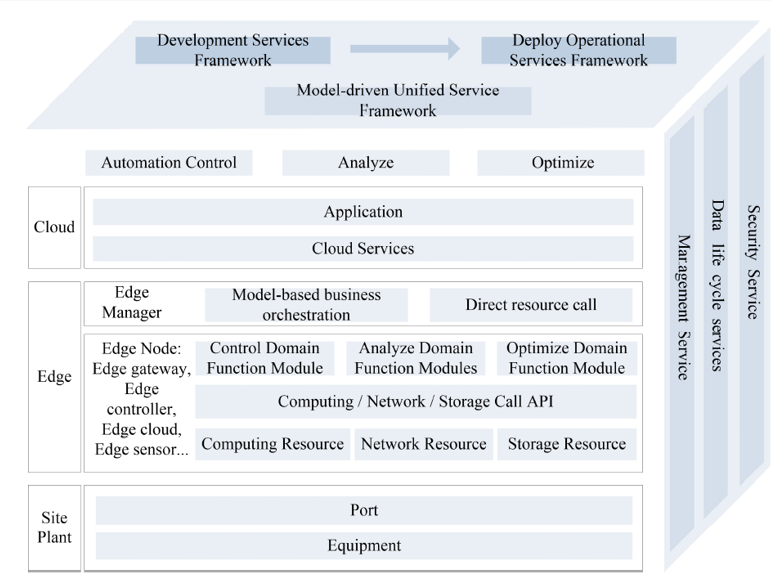 Development Services
Framework
Deploy Operational
Services Framework
Model-driven Unified Service
Framework
Automation Control
Analyze
Optimize
Cloud
Application
Cloud Services
Edge
Edge
Manager
Model-based business
orchestration
Direct resource call
Edge Node:
Edge gateway,
Edge
controller,
Edge cloud,
Edge sensor...
Control Domain
Function Module
Analyze Domain
Function Modules
Optimize Domain
Function Module
Computing / Network / Storage Call API
Computing Resource
Network Resource
Storage Resource
Site
Plant
Port
Equipment
Management Service
Data life cycle services
Security Service